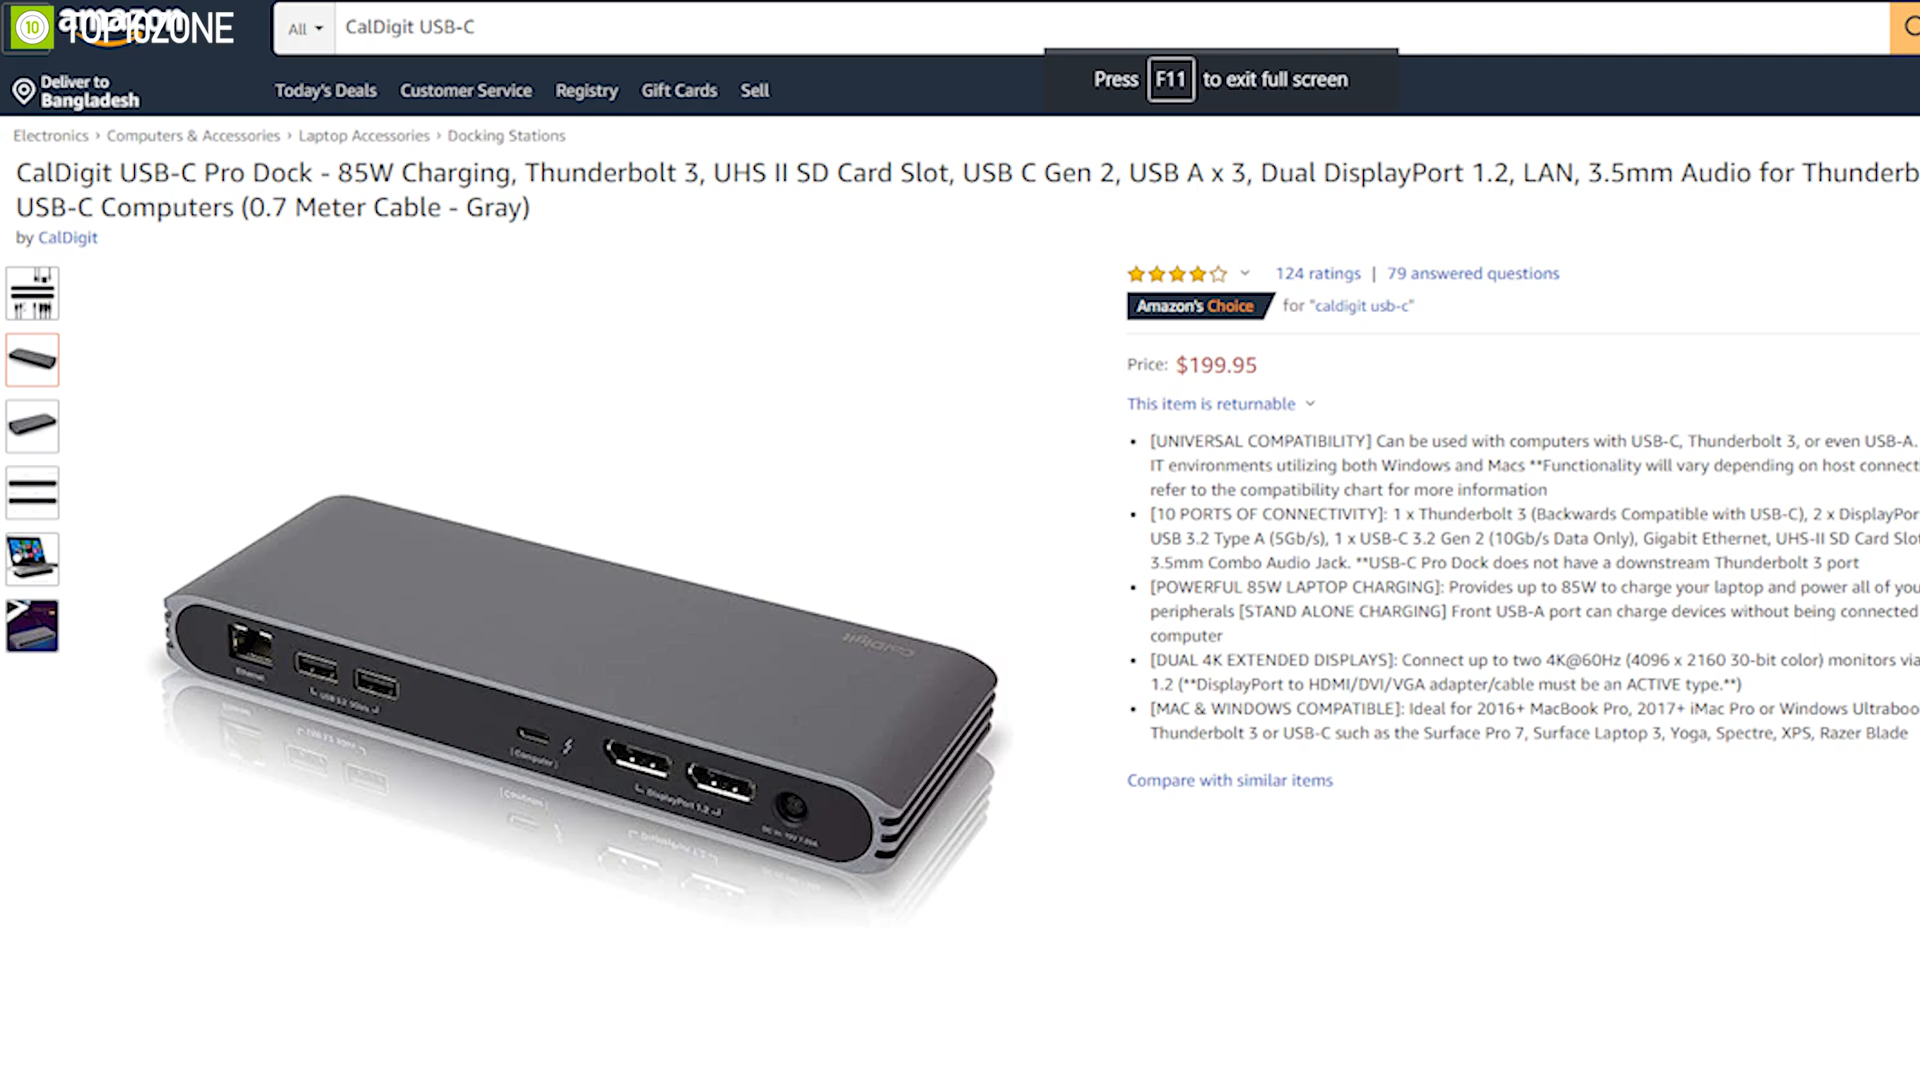 amazon
10 TOP10ZONE
All
CalDigit USB-C
Press F11 to exit full screen
Deliver to
Bangladesh
Today's Deals Customer Service Registry Gift Cards Sell
Electronics › Computers & Accessories › Laptop Accessories › Docking Stations
CalDigit USB-C Pro Dock - 85W Charging, Thunderbolt 3, UHS II SD Card Slot, USB C Gen 2, USB A x 3, Dual DisplayPort 1.2, LAN, 3.5mm Audio for Thunderb
USB-C Computers (0.7 Meter Cable - Gray)
by CalDigit
124 ratings | 79 answered questions
Amazon's Choice for "caldigit usb-c"
Price: $199.95
This item is returnable
• [UNIVERSAL COMPATIBILITY] Can be used with computers with USB-C, Thunderbolt 3, or even USB-A.
IT environments utilizing both Windows and Macs **Functionality will vary depending on host connect
refer to the compatibility chart for more information
• [10 PORTS OF CONNECTIVITY]: 1 x Thunderbolt 3 (Backwards Compatible with USB-C), 2 x DisplayPor
USB 3.2 Type A (5Gb/s), 1 x USB-C 3.2 Gen 2 (10Gb/s Data Only), Gigabit Ethernet, UHS-II SD Card Slot
3.5mm Combo Audio Jack. **USB-C Pro Dock does not have a downstream Thunderbolt 3 port
• [POWERFUL 85W LAPTOP CHARGING]: Provides up to 85W to charge your laptop and power all of you
peripherals [STAND ALONE CHARGING] Front USB-A port can charge devices without being connected
computer
• [DUAL 4K EXTENDED DISPLAYS]: Connect up to two 4K@60Hz (4096 x 2160 30-bit color) monitors via
1.2 (**DisplayPort to HDMI/DVI/VGA adapter/cable must be an ACTIVE type.**)
• [MAC & WINDOWS COMPATIBLE]: Ideal for 2016+ MacBook Pro, 2017+ iMac Pro or Windows Ultraboo
Thunderbolt 3 or USB-C such as the Surface Pro 7, Surface Laptop 3, Yoga, Spectre, XPS, Razer Blade
Compare with similar items
CalDigit
Ethernet
USB 3.2
Computer
DisplayPort 1.2